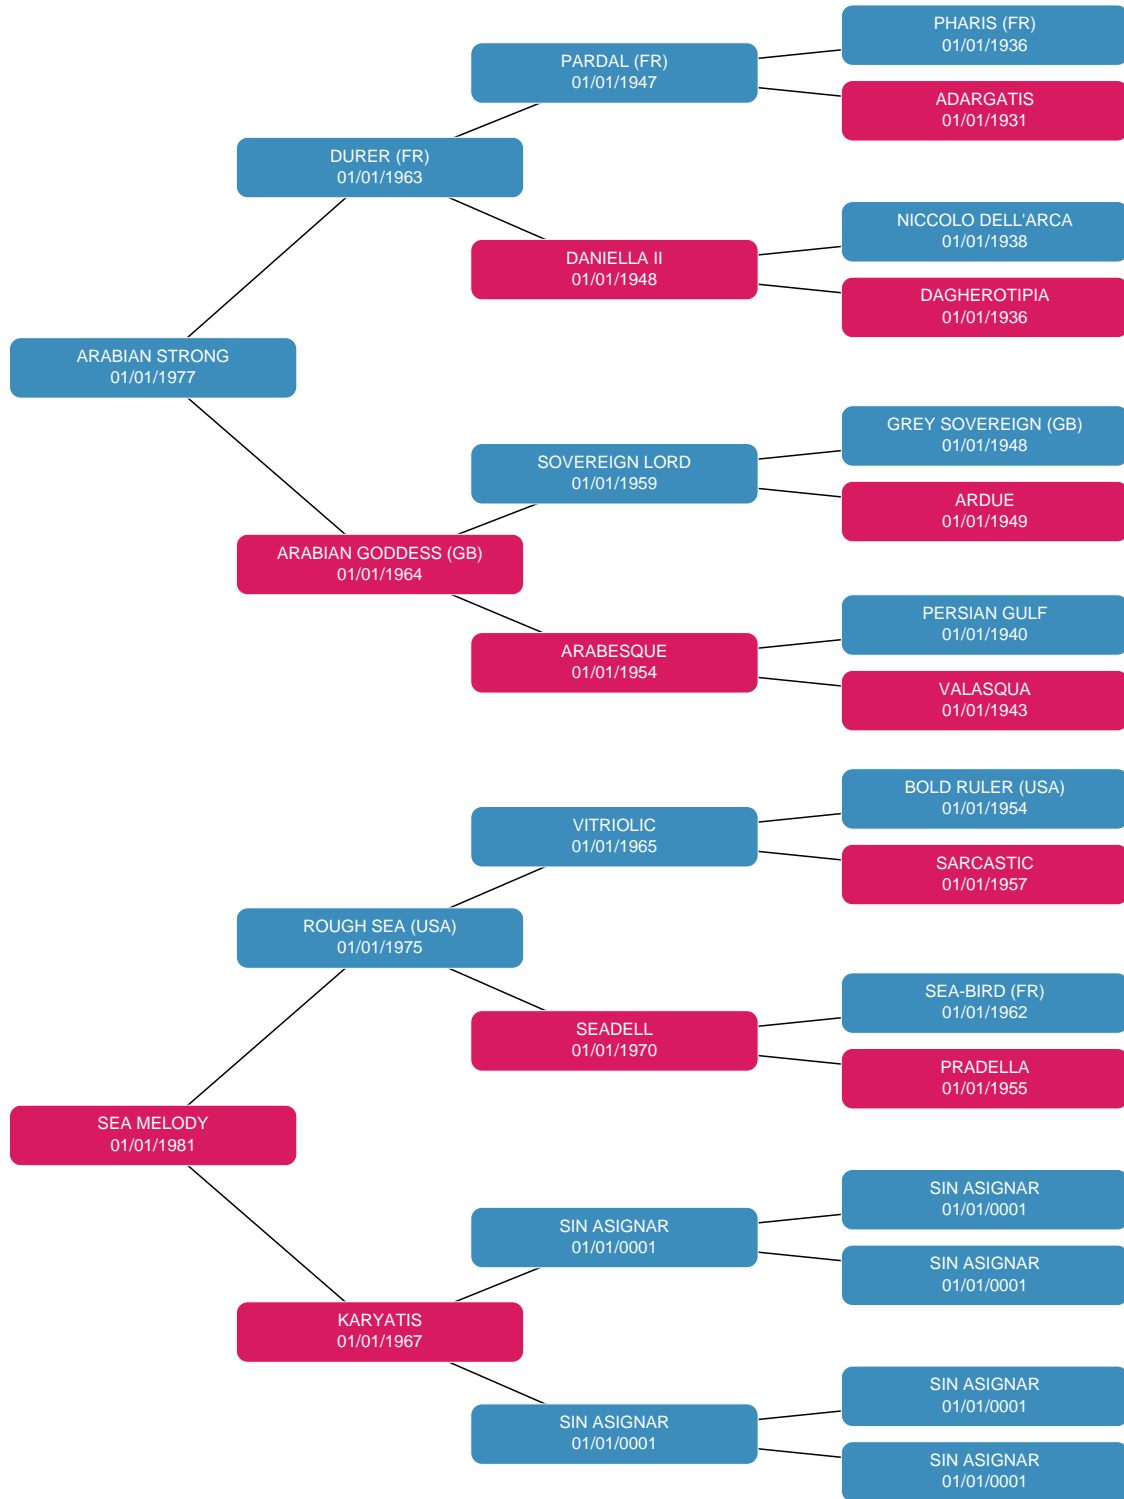 PHARIS (FR)
01/01/1936
PARDAL (FR)
01/01/1947
ADARGATIS
01/01/1931
DURER (FR)
01/01/1963
NICCOLO DELL'ARCA
01/01/1938
DANIELLA II
01/01/1948
DAGHEROTIPIA
01/01/1936
ARABIAN STRONG
01/01/1977
GREY SOVEREIGN (GB)
01/01/1948
SOVEREIGN LORD
01/01/1959
ARDUE
01/01/1949
ARABIAN GODDESS (GB)
01/01/1964
PERSIAN GULF
01/01/1940
ARABESQUE
01/01/1954
VALASQUA
01/01/1943
BOLD RULER (USA)
01/01/1954
VITRIOLIC
01/01/1965
SARCASTIC
01/01/1957
ROUGH SEA (USA)
01/01/1975
SEA-BIRD (FR)
01/01/1962
SEADELL
01/01/1970
PRADELLA
01/01/1955
SEA MELODY
01/01/1981
SIN ASIGNAR
01/01/0001
SIN ASIGNAR
01/01/0001
SIN ASIGNAR
01/01/0001
KARYATIS
01/01/1967
SIN ASIGNAR
01/01/0001
SIN ASIGNAR
01/01/0001
SIN ASIGNAR
01/01/0001